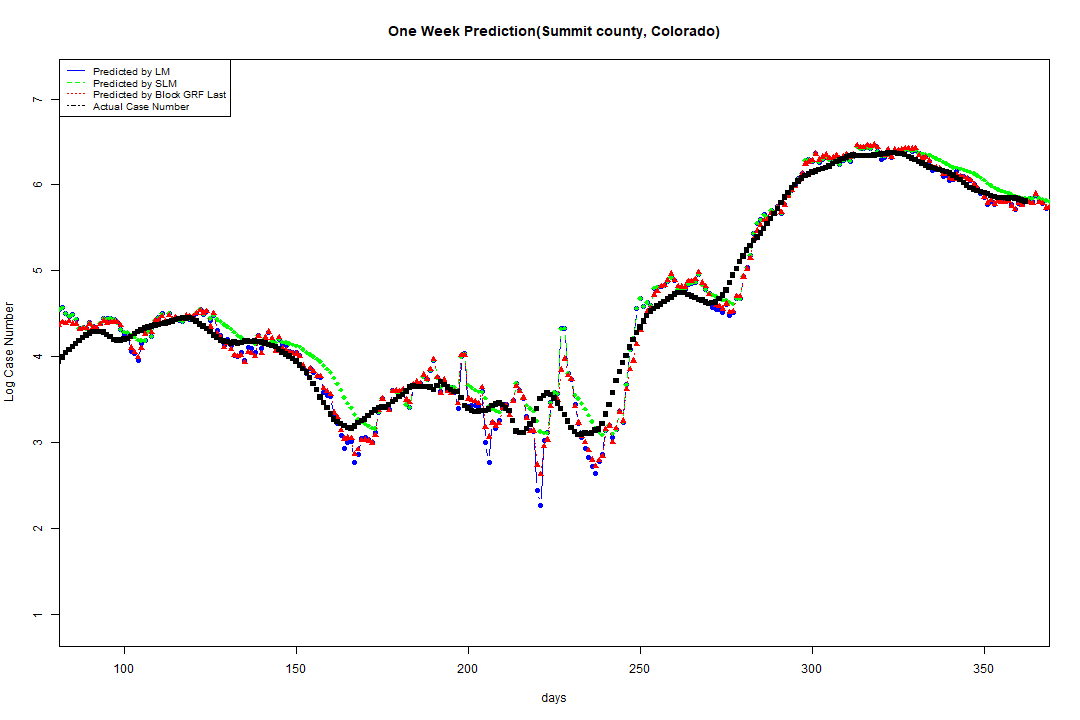 One Week Prediction(Summit county, Colorado)
Predicted by LM
Predicted by SLM
Predicted by Block GRF Last
Actual Case Number
7
6
5
4
3
2
1
Log Case Number
100 150 200 250 300 350
days